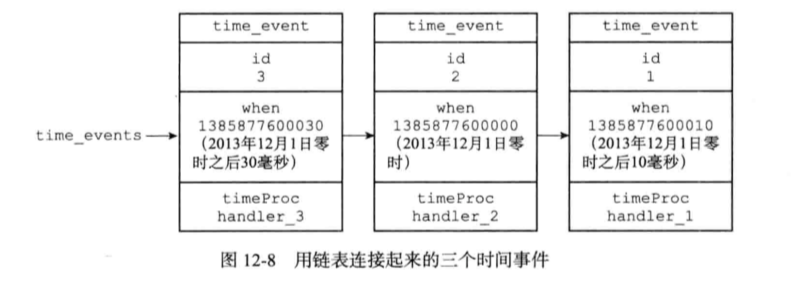 time_event
id
3
when
1385877600030
(2013年12月1日零
时之后30毫秒)
timeProc
handler_3
time_event
id
2
when
1385877600000
(2013年12月1日零
时)
timeProc
handler_2
time_event
id
1
when
1385877600010
(2013年12月1日零
时之后10毫秒)
timeProc
handler_1
time_events
图 12-8 用链表连接起来的三个时间事件